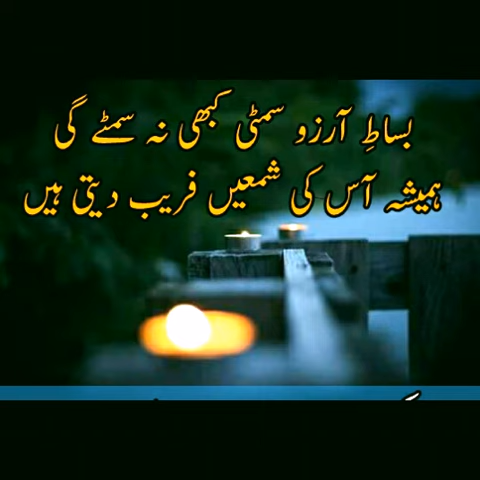 بساطِ آرزو سمٹی کبھی نہ سمٹے گی
ہمیشہ آس کی شمعیں فریب دیتی ہیں